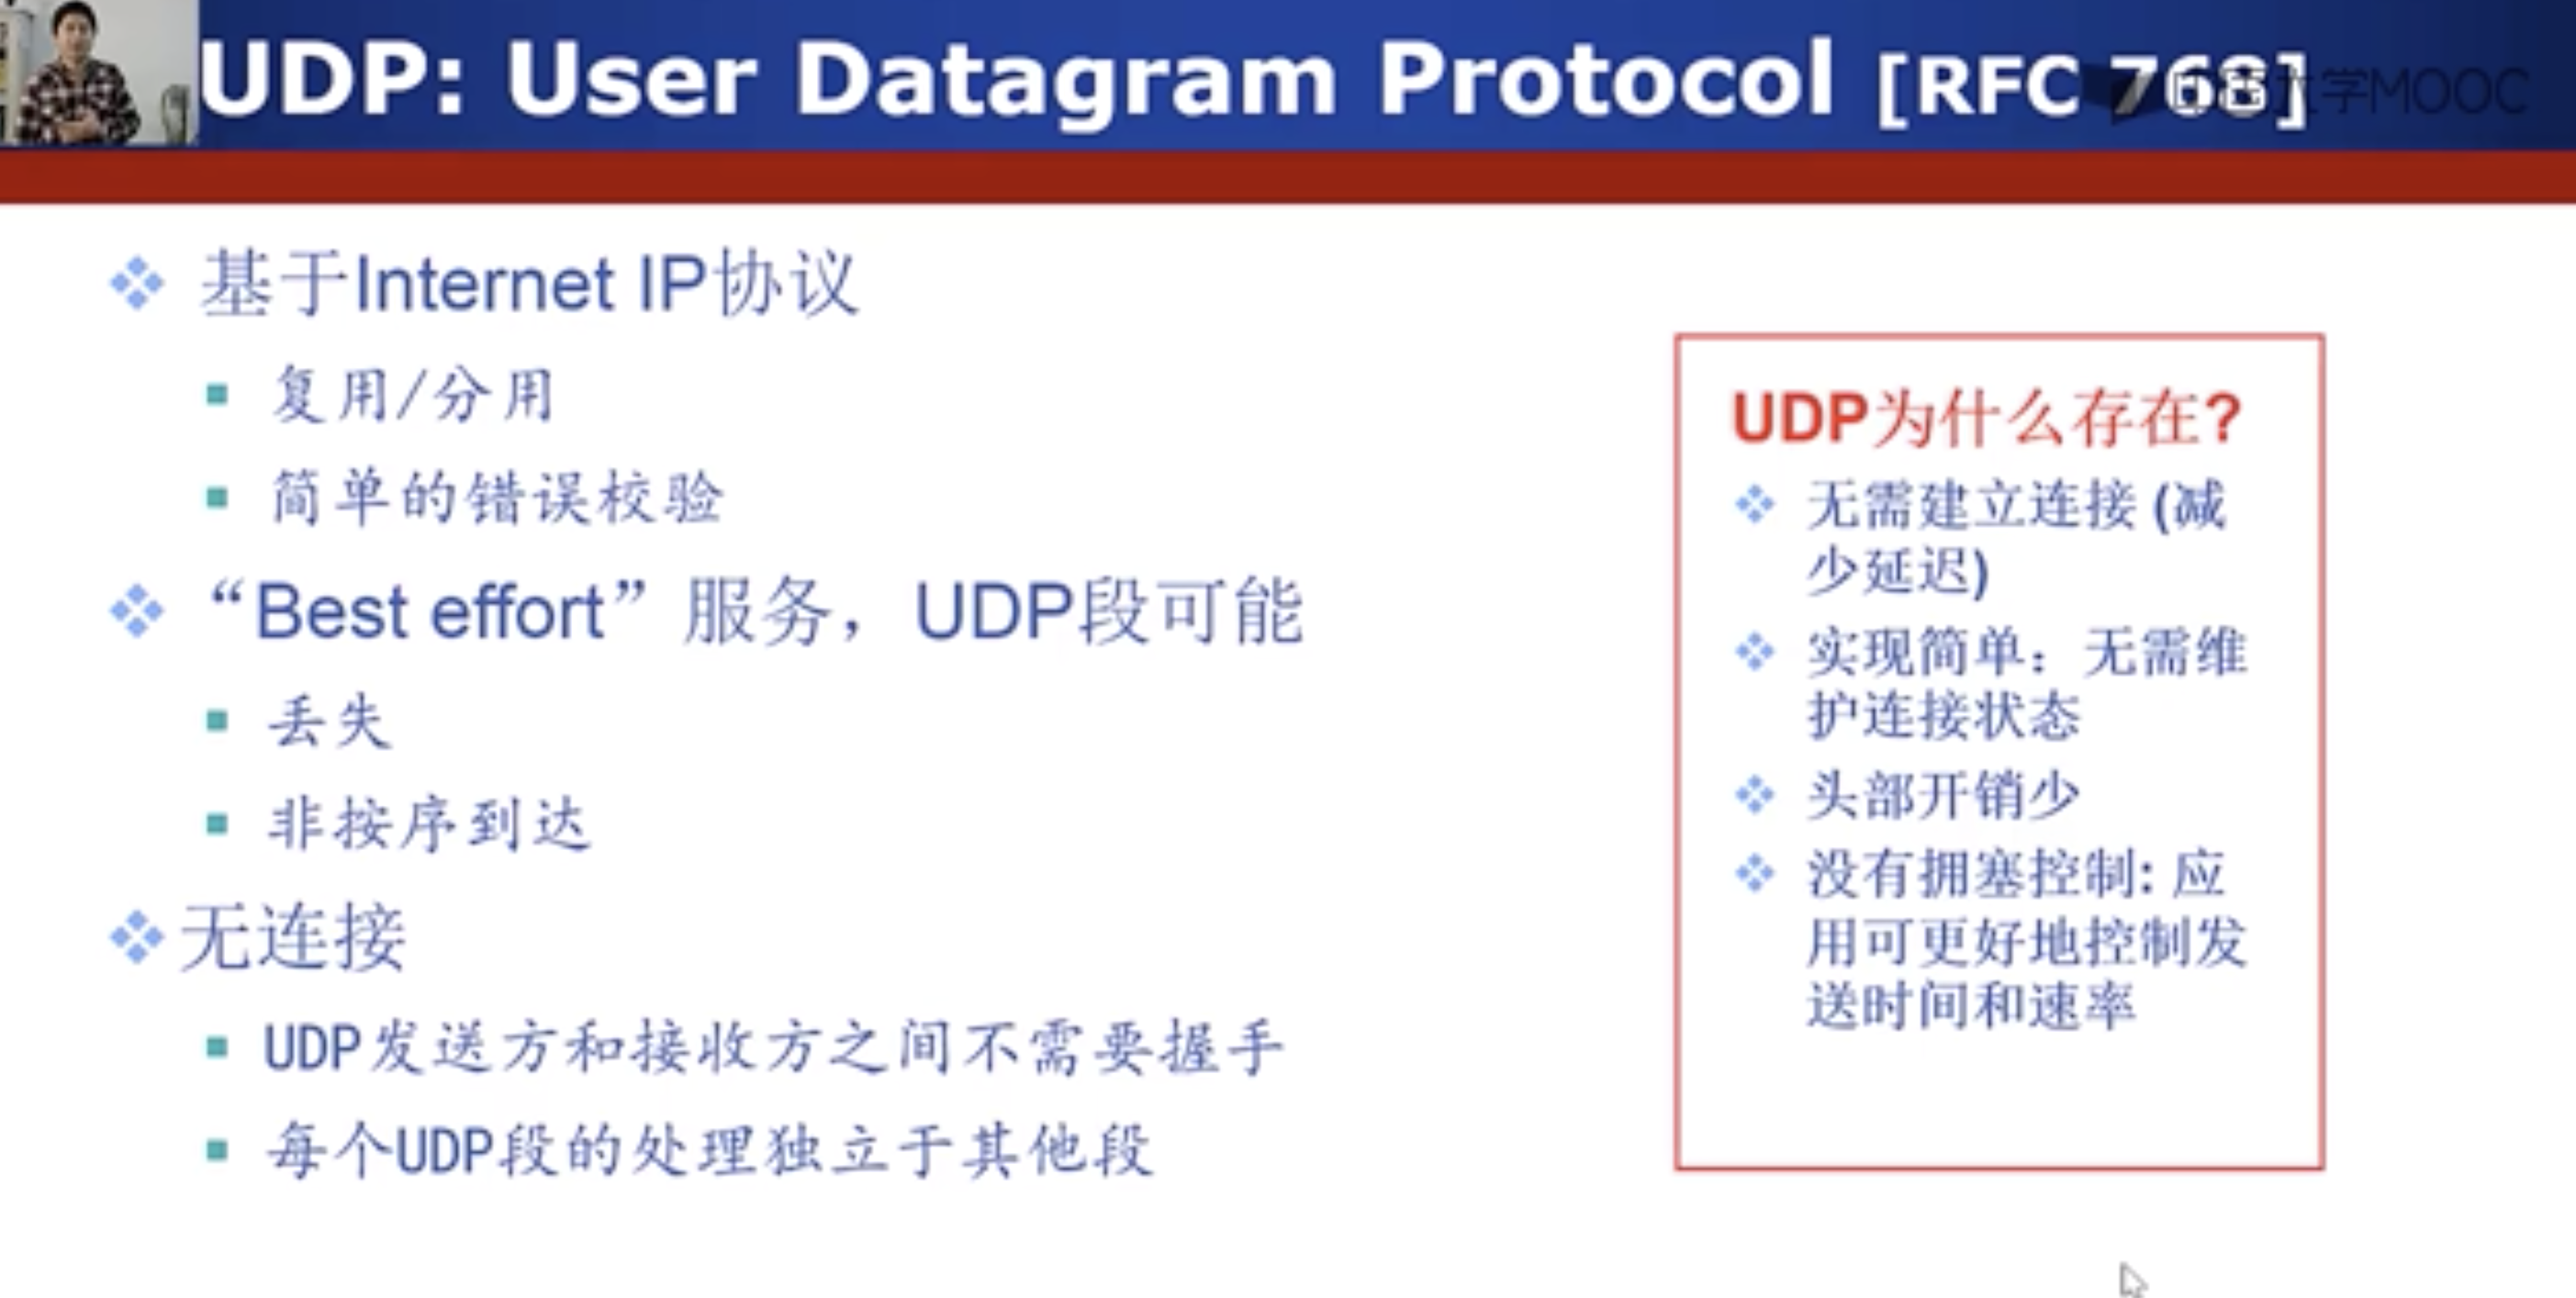 UDP: User Datagram Protocol [RFC 768]
大学MOOC
基于Internet IP协议
复用/分用
简单的错误校验
“Best effort”服务，UDP段可能
丢失
非按序到达
无连接
UDP发送方和接收方之间不需要握手
每个UDP段的处理独立于其他段
UDP为什么存在?
无需建立连接 (减
少延迟)
实现简单：无需维
护连接状态
头部开销少
没有拥塞控制: 应
用可更好地控制发
送时间和速率